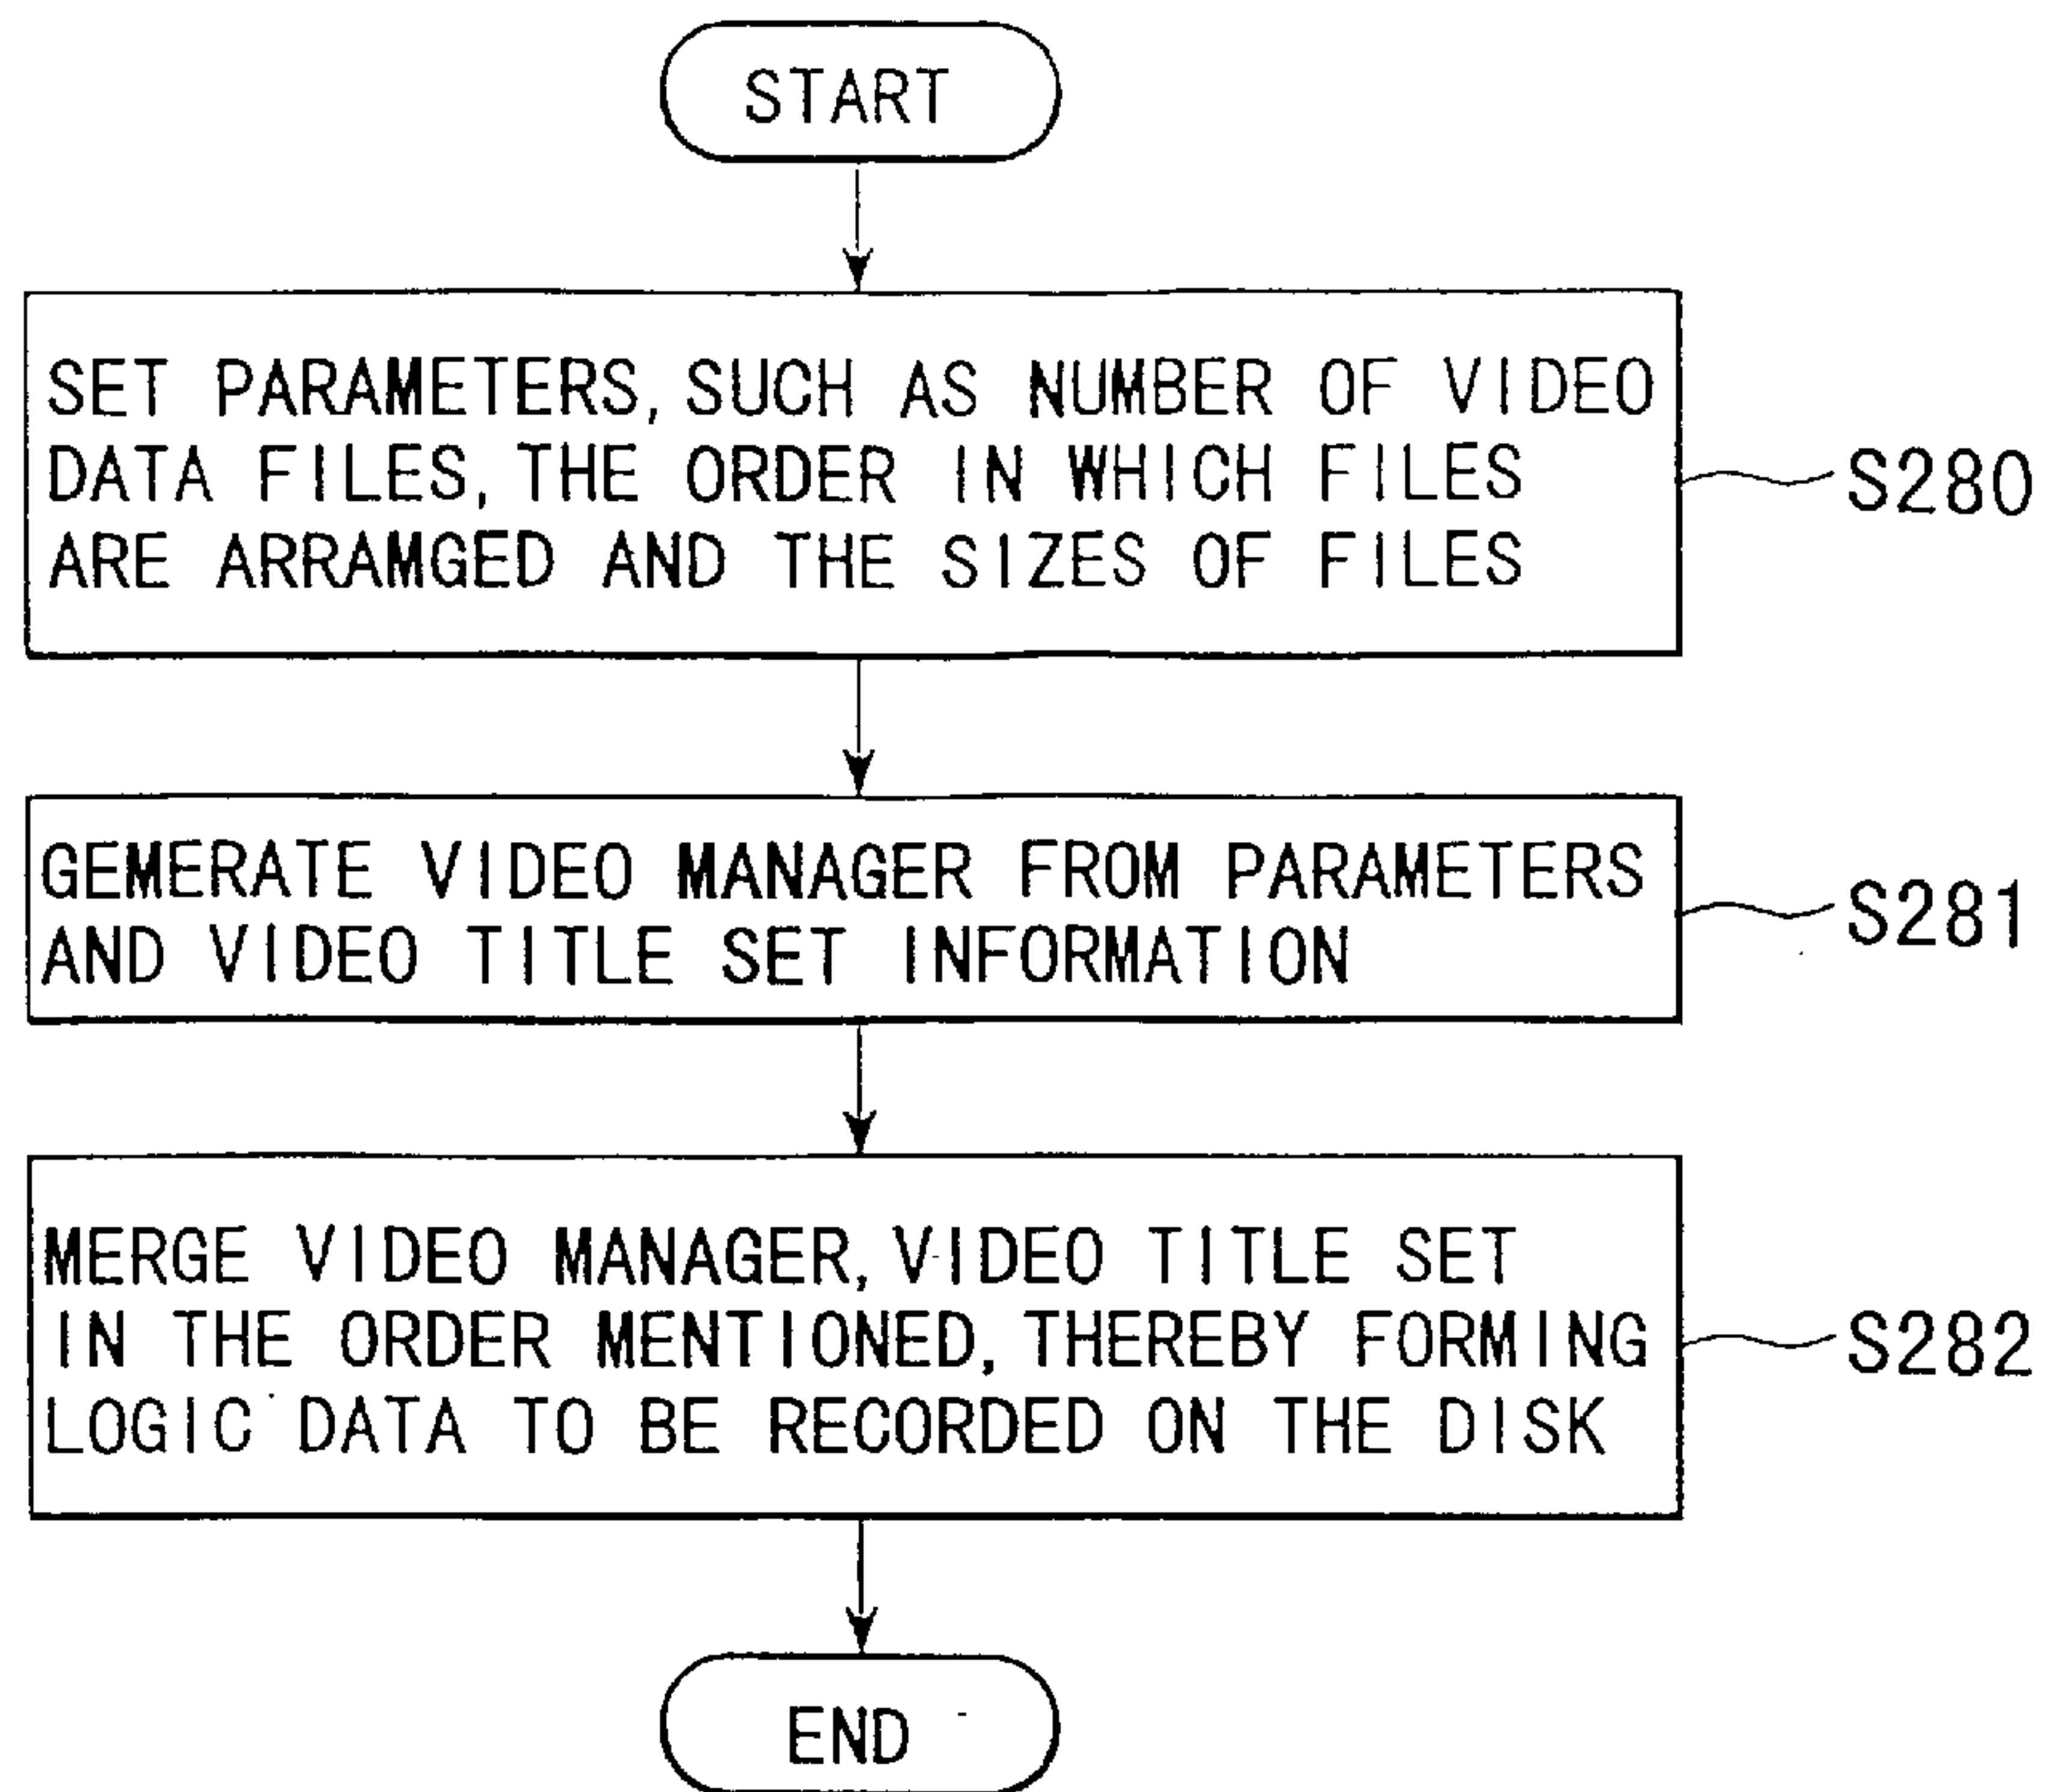 START
SET PARAMETERS, SUCH AS NUMBER OF VIDEO
DATA FILES, THE ORDER IN WHICH FILES
ARE ARRAMGED AND THE SIZES OF FILES
S280
GEMERATE VIDEO MANAGER FROM PARAMETERS
AND VIDEO TITLE SET INFORMATION
S281
MERGE VIDEO MANAGER, VIDEO TITLE SET
IN THE ORDER MENTIONED, THEREBY FORMING
LOGIC DATA TO BE RECORDED ON THE DISK
S282
END